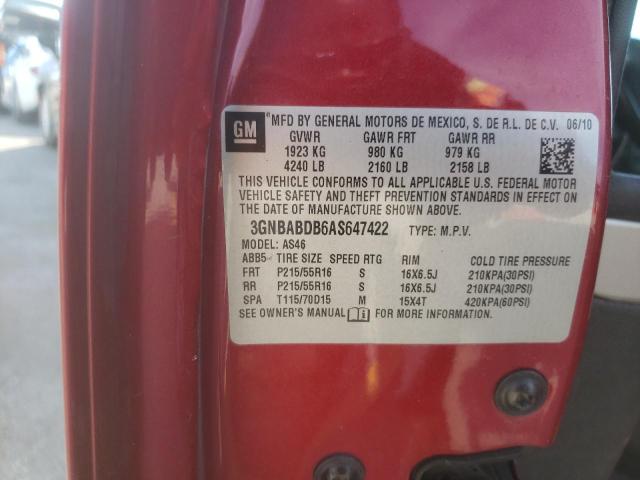 GM ®MFD BY GENERAL MOTORS DE MEXICO, S. DE R.L. DE C.V. 06/10
GVWR GAWR FRT GAWR RR
1923 KG 980 KG 979 KG
4240 LB 2160 LB 2158 LB
THIS VEHICLE CONFORMS TO ALL APPLICABLE U.S. FEDERAL MOTOR
VEHICLE SAFETY AND THEFT PREVENTION STANDARDS IN EFFECT ON
THE DATE OF MANUFACTURE SHOWN ABOVE.
3GNBABDB6AS647422 TYPE: M.P.V.
MODEL: AS46
ABB5 TIRE SIZE SPEED RTG RIM COLD TIRE PRESSURE
FRT P215/55R16 S 16X6.5J 210KPA(30PSI)
RR P215/55R16 S 16X6.5J 210KPA(30PSI)
SPA T115/70D15 M 15X4T 420KPA(60PSI)
SEE OWNER'S MANUAL FOR MORE INFORMATION.